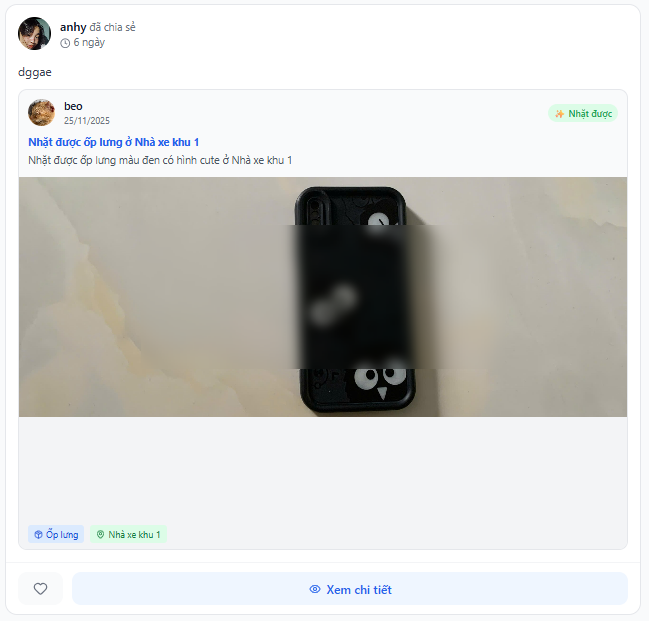 anhy đã chia sẻ
6 ngày
dggae
beo
25/11/2025
Nhặt được
Nhặt được ốp lưng ở Nhà xe khu 1
Nhặt được ốp lưng màu đen có hình cute ở Nhà xe khu 1
Ốp lưng
Nhà xe khu 1
Xem chi tiết